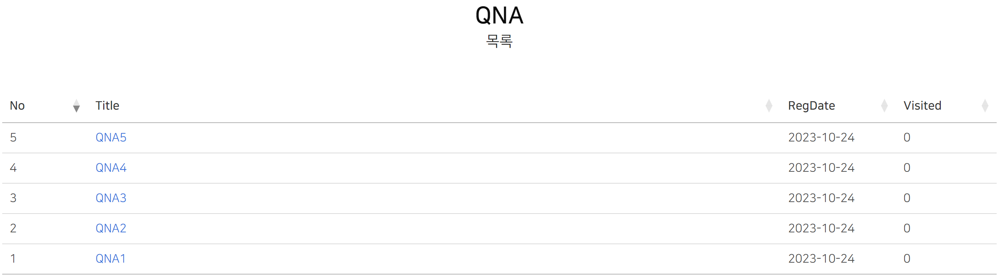 QNA
목록
No Title RegDate Visited
5 QNA5 2023-10-24 0
4 QNA4 2023-10-24 0
3 QNA3 2023-10-24 0
2 QNA2 2023-10-24 0
1 QNA1 2023-10-24 0